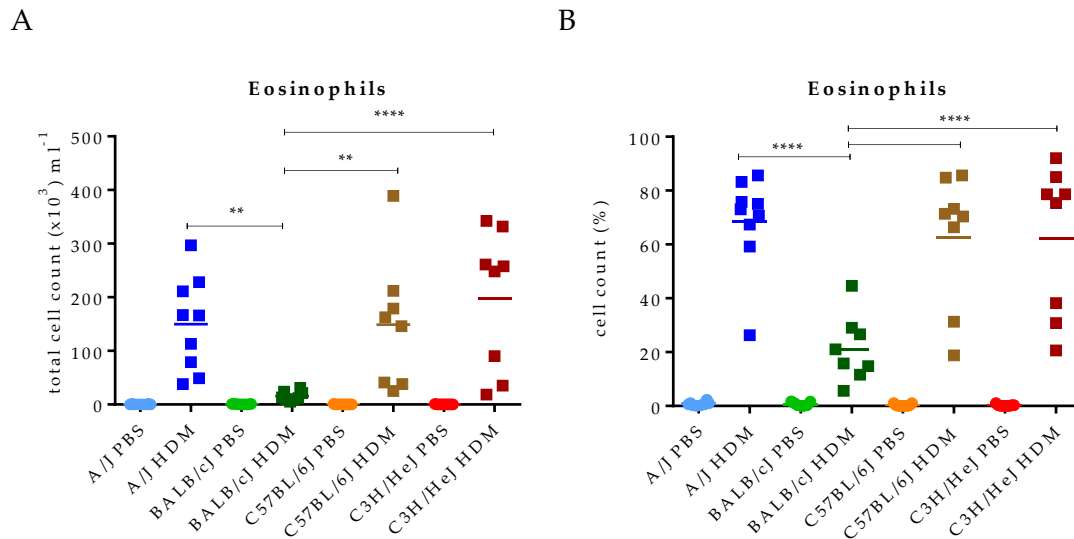 A
B
Eosinophils
total cell count (x10³) ml⁻¹
500
400
300
200
100
0
**
**
****
A/J PBS
A/J HDM
BALB/cJ PBS
BALB/cJ HDM
C57BL/6J PBS
C57BL/6J HDM
C3H/HeJ PBS
C3H/HeJ HDM
Eosinophils
cell count (%)
100
80
60
40
20
0
****
****
A/J PBS
A/J HDM
BALB/cJ PBS
BALB/cJ HDM
C57BL/6J PBS
C57BL/6J HDM
C3H/HeJ PBS
C3H/HeJ HDM